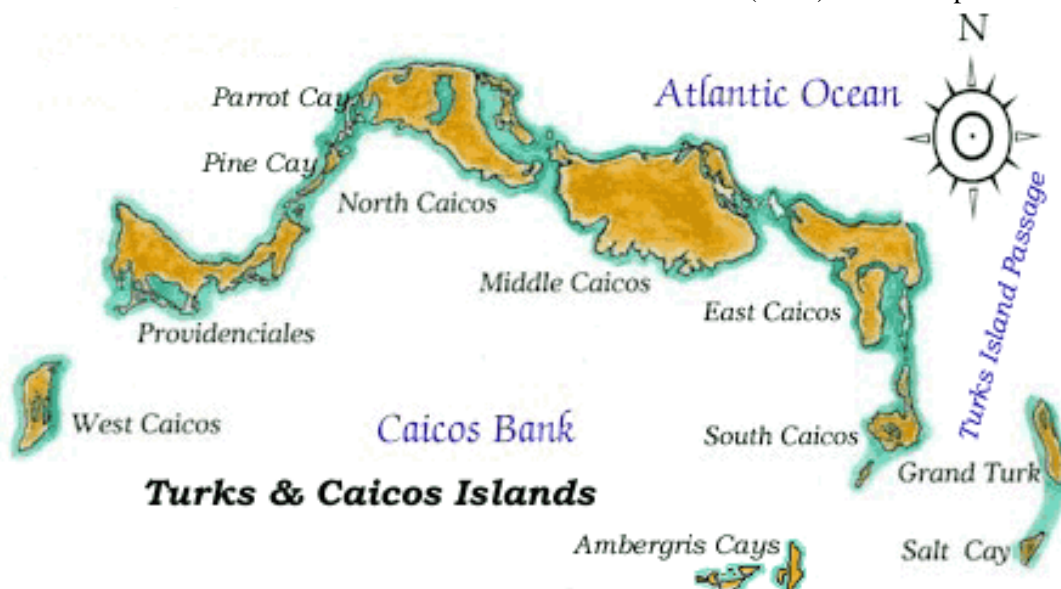 N
Atlantic Ocean
Parrot Cay
Pine Cay
North Caicos
Turks Island Passage
Middle Caicos
East Caicos
Providenciales
West Caicos
Caicos Bank
South Caicos
Grand Turk
Turks & Caicos Islands
Ambergris Cays
Salt Cay